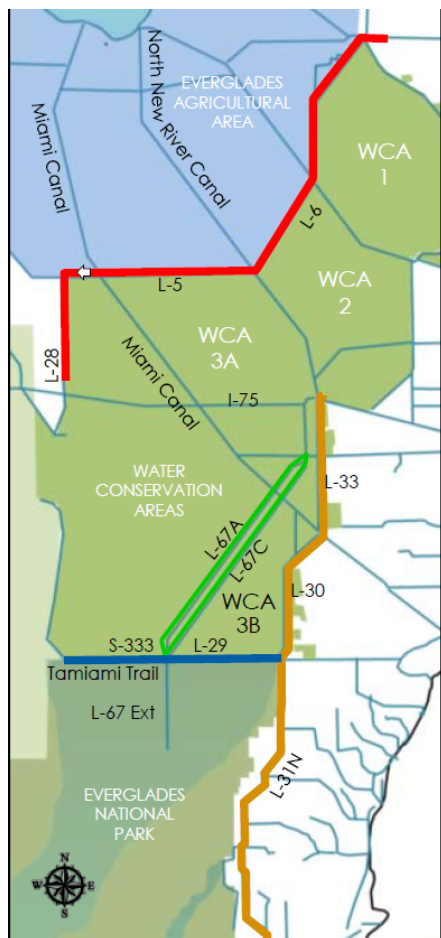 North New River Canal
EVERGLADES
AGRICULTURAL
AREA
Miami Canal
WCA
1
L-6
WCA
2
L-5
WCA
3A
L-28
Miami Canal
I-75
WATER
CONSERVATION
AREAS
L-33
L-67A
L-67C
L-30
WCA
3B
S-333
L-29
Tamiami Trail
L-67 Ext
L-31N
EVERGLADES
NATIONAL
PARK
N
W
E
S